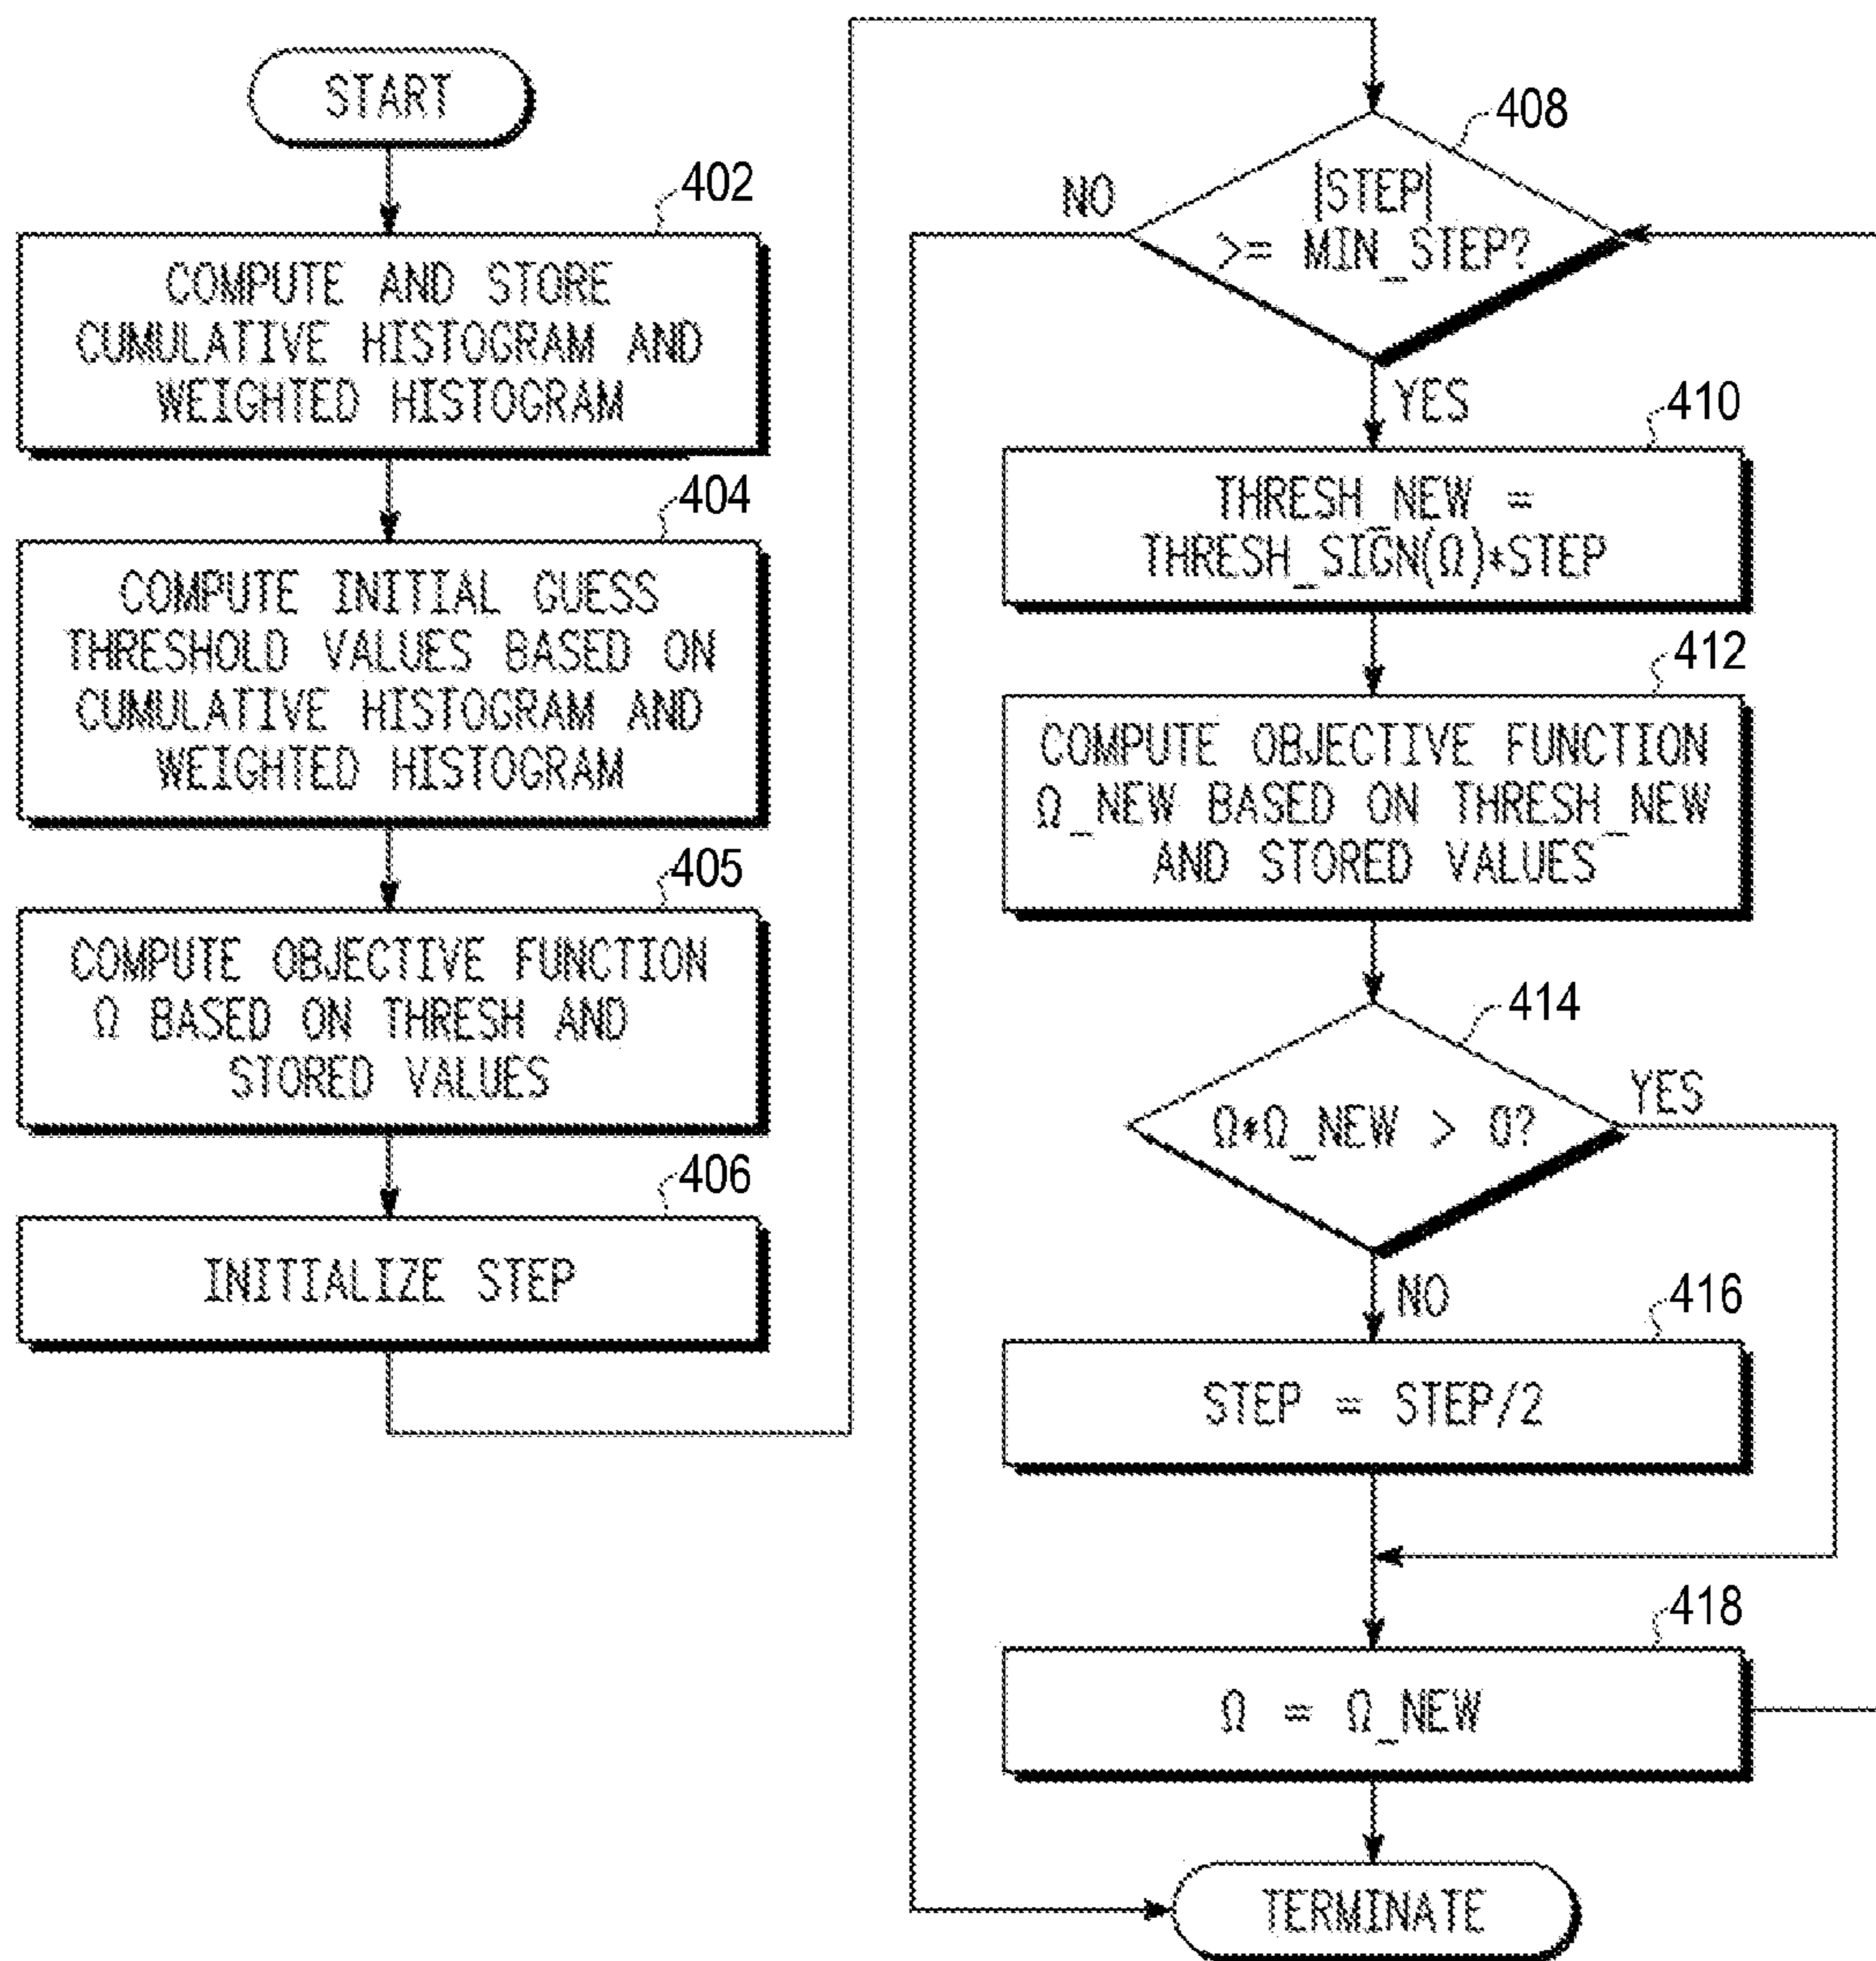 START
402
COMPUTE AND STORE
CUMULATIVE HISTOGRAM AND
WEIGHTED HISTOGRAM
404
COMPUTE INITIAL GUESS
THRESHOLD VALUES BASED ON
CUMULATIVE HISTOGRAM AND
WEIGHTED HISTOGRAM
405
COMPUTE OBJECTIVE FUNCTION
Ω BASED ON THRESH AND
STORED VALUES
406
INITIALIZE STEP
408
|STEP|
>= MIN_STEP?
NO
YES
410
THRESH_NEW =
THRESH_SIGN(Ω)*STEP
412
COMPUTE OBJECTIVE FUNCTION
Ω_NEW BASED ON THRESH_NEW
AND STORED VALUES
414
Ω*Ω_NEW > 0?
YES
NO
416
STEP = STEP/2
418
Ω = Ω_NEW
TERMINATE